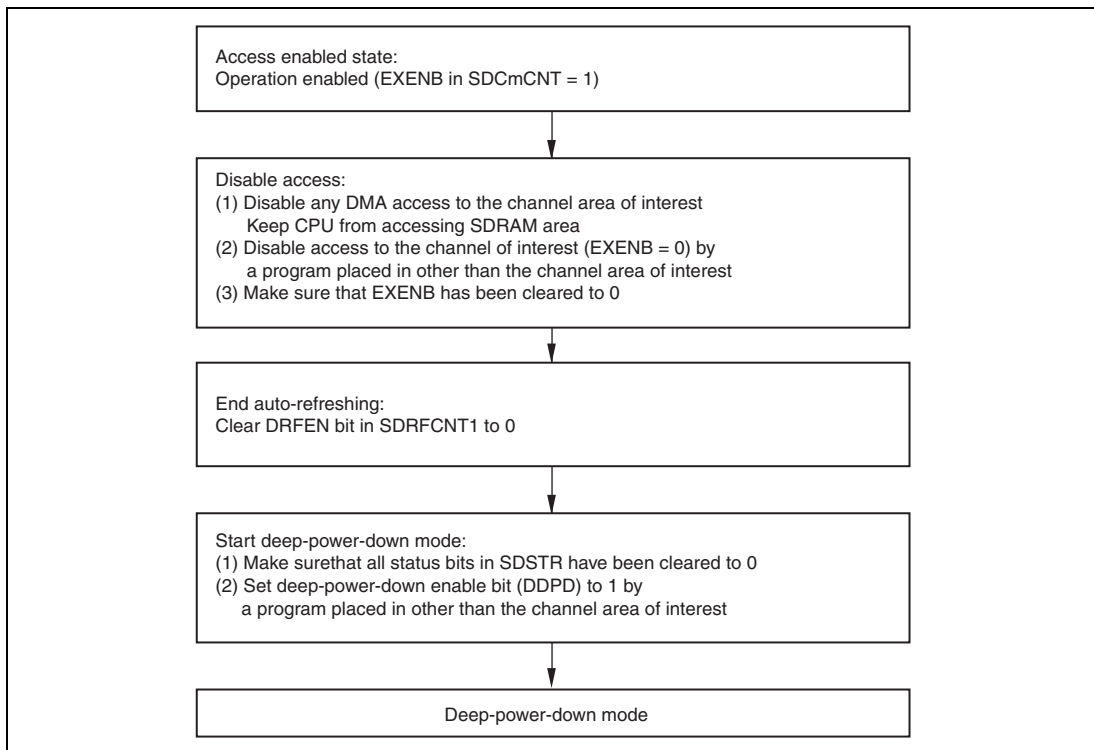 Access enabled state:
Operation enabled (EXENB in SDCmCNT = 1)
Disable access:
(1) Disable any DMA access to the channel area of interest
Keep CPU from accessing SDRAM area
(2) Disable access to the channel of interest (EXENB = 0) by
a program placed in other than the channel area of interest
(3) Make sure that EXENB has been cleared to 0
End auto-refreshing:
Clear DRFEN bit in SDRFCNT1 to 0
Start deep-power-down mode:
(1) Make surethat all status bits in SDSTR have been cleared to 0
(2) Set deep-power-down enable bit (DDPD) to 1 by
a program placed in other than the channel area of interest
Deep-power-down mode